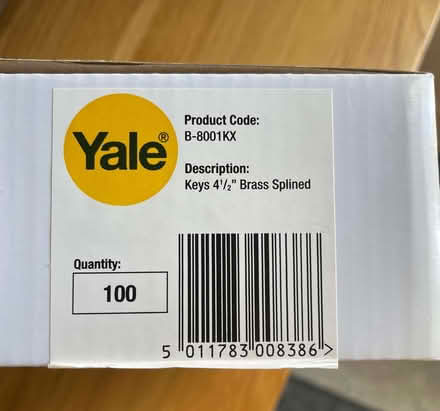 Yale®
Product Code:
B-8001KX
Description:
Keys 4½" Brass Splined
Quantity:
100
5 011783 008386 >